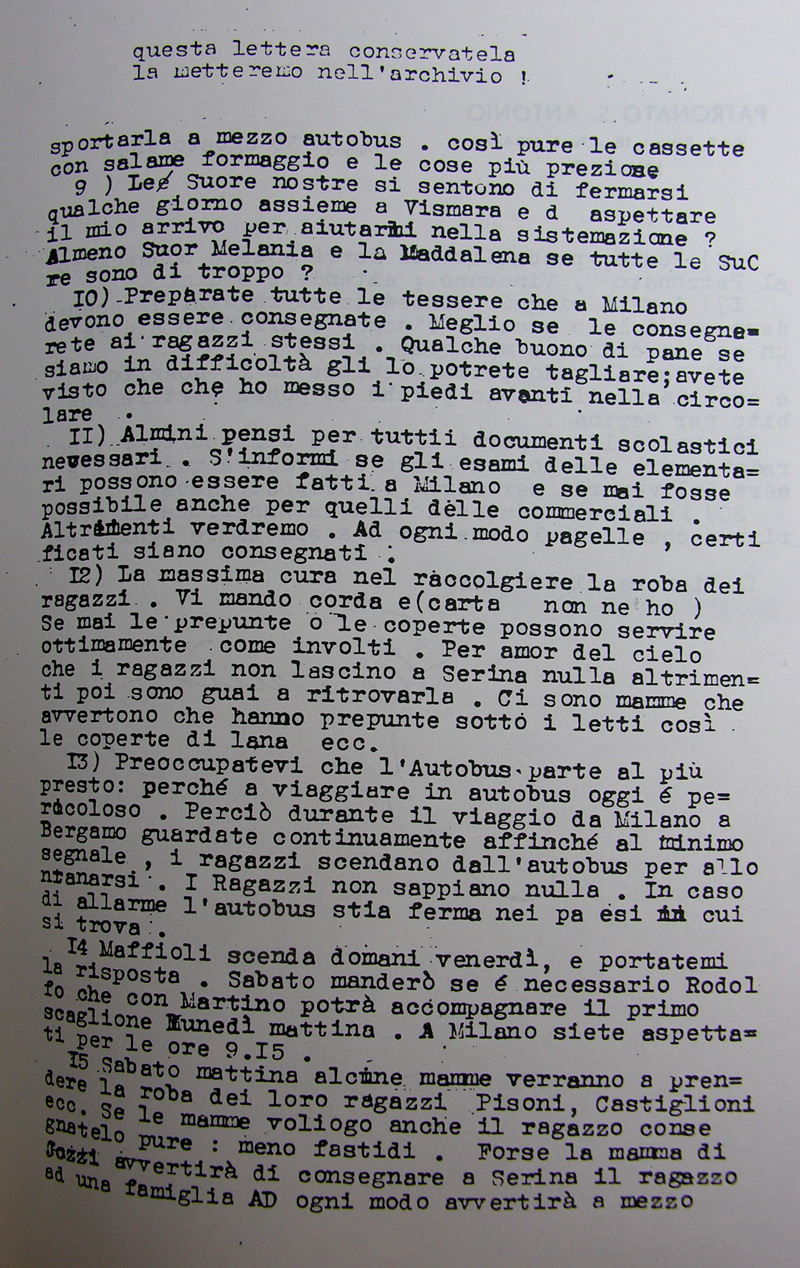 questa lettera conservatela
la metteremo nell'archivio !
sportarla a mezzo autobus . così pure le cassette
con salame formaggio e le cose più preziose
9 ) Le Suore nostre si sentono di fermarsi
qualche giorno assieme a Vismara e d aspettare
il mio arrivo per aiutarmi nella sistemazione ?
Almeno Suor Melania e la Maddalena se tutte le SuC
re sono di troppo ?
IO) Preparate tutte le tessere che a Milano
devono essere consegnate . Meglio se le consegne=
rete ai ragazzi stessi . Qualche buono di pane se
siamo in difficoltà gli lo potrete tagliare;avete
visto che che ho messo i piedi avanti nella circo=
lare .
II) Almini pensi per tuttii documenti scolastici
nevessari . S'informi se gli esami delle elementa=
ri possono essere fatti a Milano e se mai fosse
possibile anche per quelli delle commerciali .
Altrimenti verdremo . Ad ogni modo pagelle , certi
ficati siano consegnati .
I2) La massima cura nel raccolgiere la roba dei
ragazzi . Vi mando corda e(carta non ne ho )
Se mai le prepunte o le coperte possono servire
ottimamente come involti . Per amor del cielo
che i ragazzi non lascino a Serina nulla altrimen=
ti poi sono guai a ritrovarla . Ci sono mamme che
avvertono che hanno prepunte sotto i letti così
le coperte di lana ecc.
I3) Preoccupatevi che l'Autobus parte al più
presto: perché a viaggiare in autobus oggi é pe=
ricoloso . Perciò durante il viaggio da Milano a
Bergamo guardate continuamente affinché al minimo
segnale , i ragazzi scendano dall'autobus per allo
ntanarsi . I Ragazzi non sappiano nulla . In caso
di allarme l'autobus stia ferma nei pa esi in cui
si trova .
I4 Maffioli scenda domani venerdì, e portatemi
la risposta . Sabato manderò se é necessario Rodol
fo che con Martino potrà accompagnare il primo
scaglione Lunedì mattina . A Milano siete aspetta=
ti per le ore 9.I5 .
I5 Sabato mattina alcune mamme verranno a pren=
dere la roba dei loro ragazzi Pisoni, Castiglioni
ecc. Se le mamme voliogo anche il ragazzo conse
gnatelo pure : meno fastidi . Forse la mamma di
avvertirà di consegnare a Serina il ragazzo
ad una famiglia AD ogni modo avvertirà a mezzo